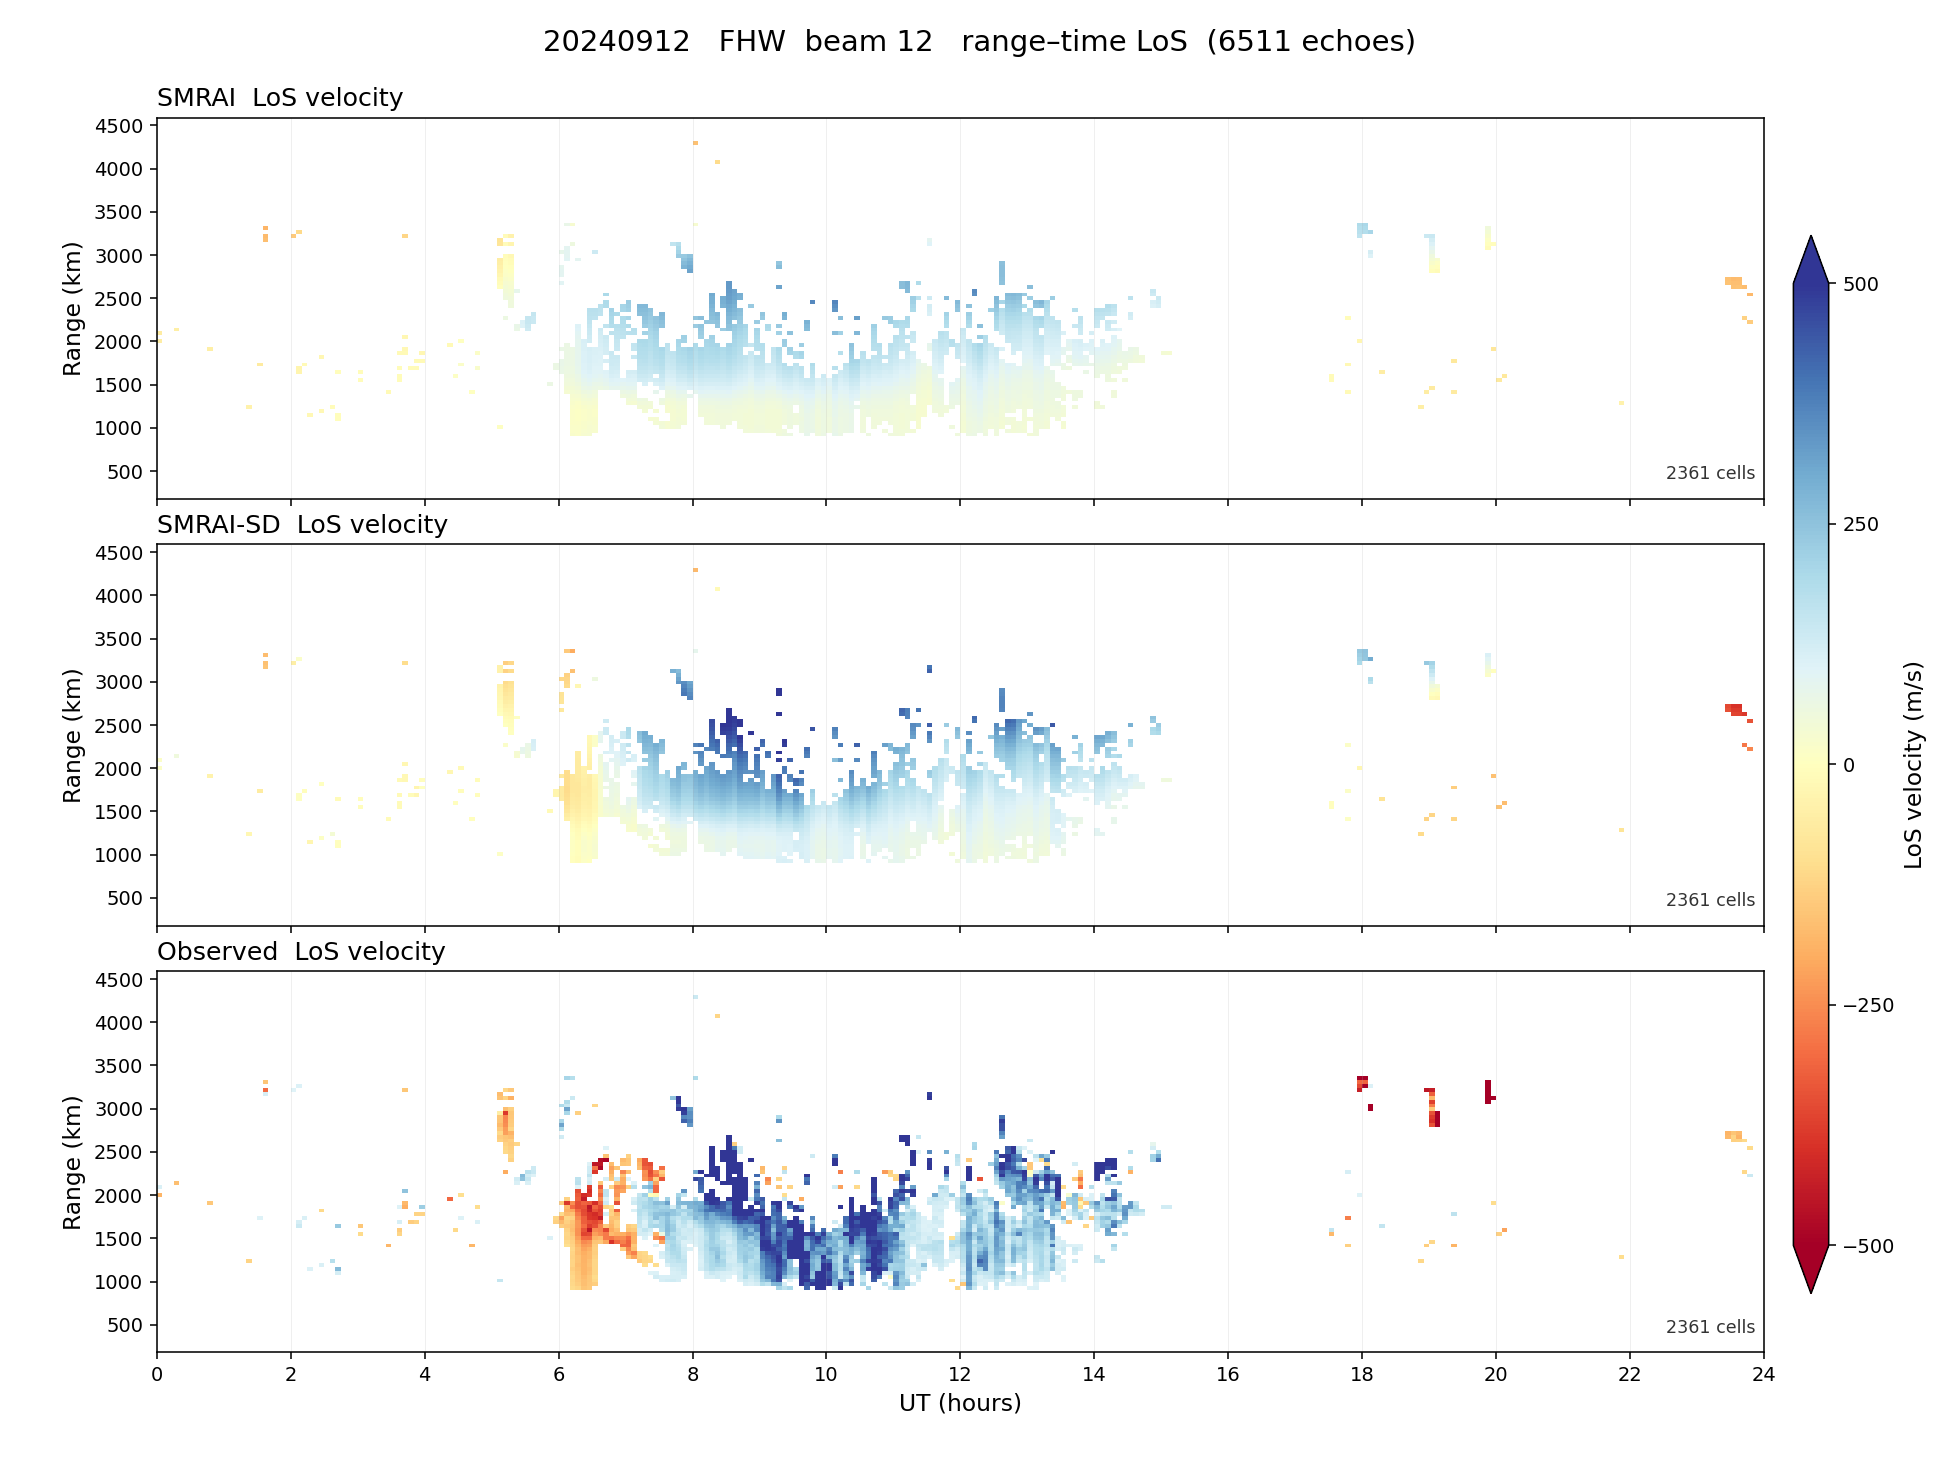 20240912   FHW  beam 12   range–time LoS  (6511 echoes)
SMRAI  LoS velocity
4500
4000
3500
3000
2500
2000
1500
1000
500
Range (km)
2361 cells
SMRAI-SD  LoS velocity
4500
4000
3500
3000
2500
2000
1500
1000
500
Range (km)
2361 cells
Observed  LoS velocity
4500
4000
3500
3000
2500
2000
1500
1000
500
Range (km)
2361 cells
0 2 4 6 8 10 12 14 16 18 20 22 24
UT (hours)
500
250
0
−250
−500
LoS velocity (m/s)